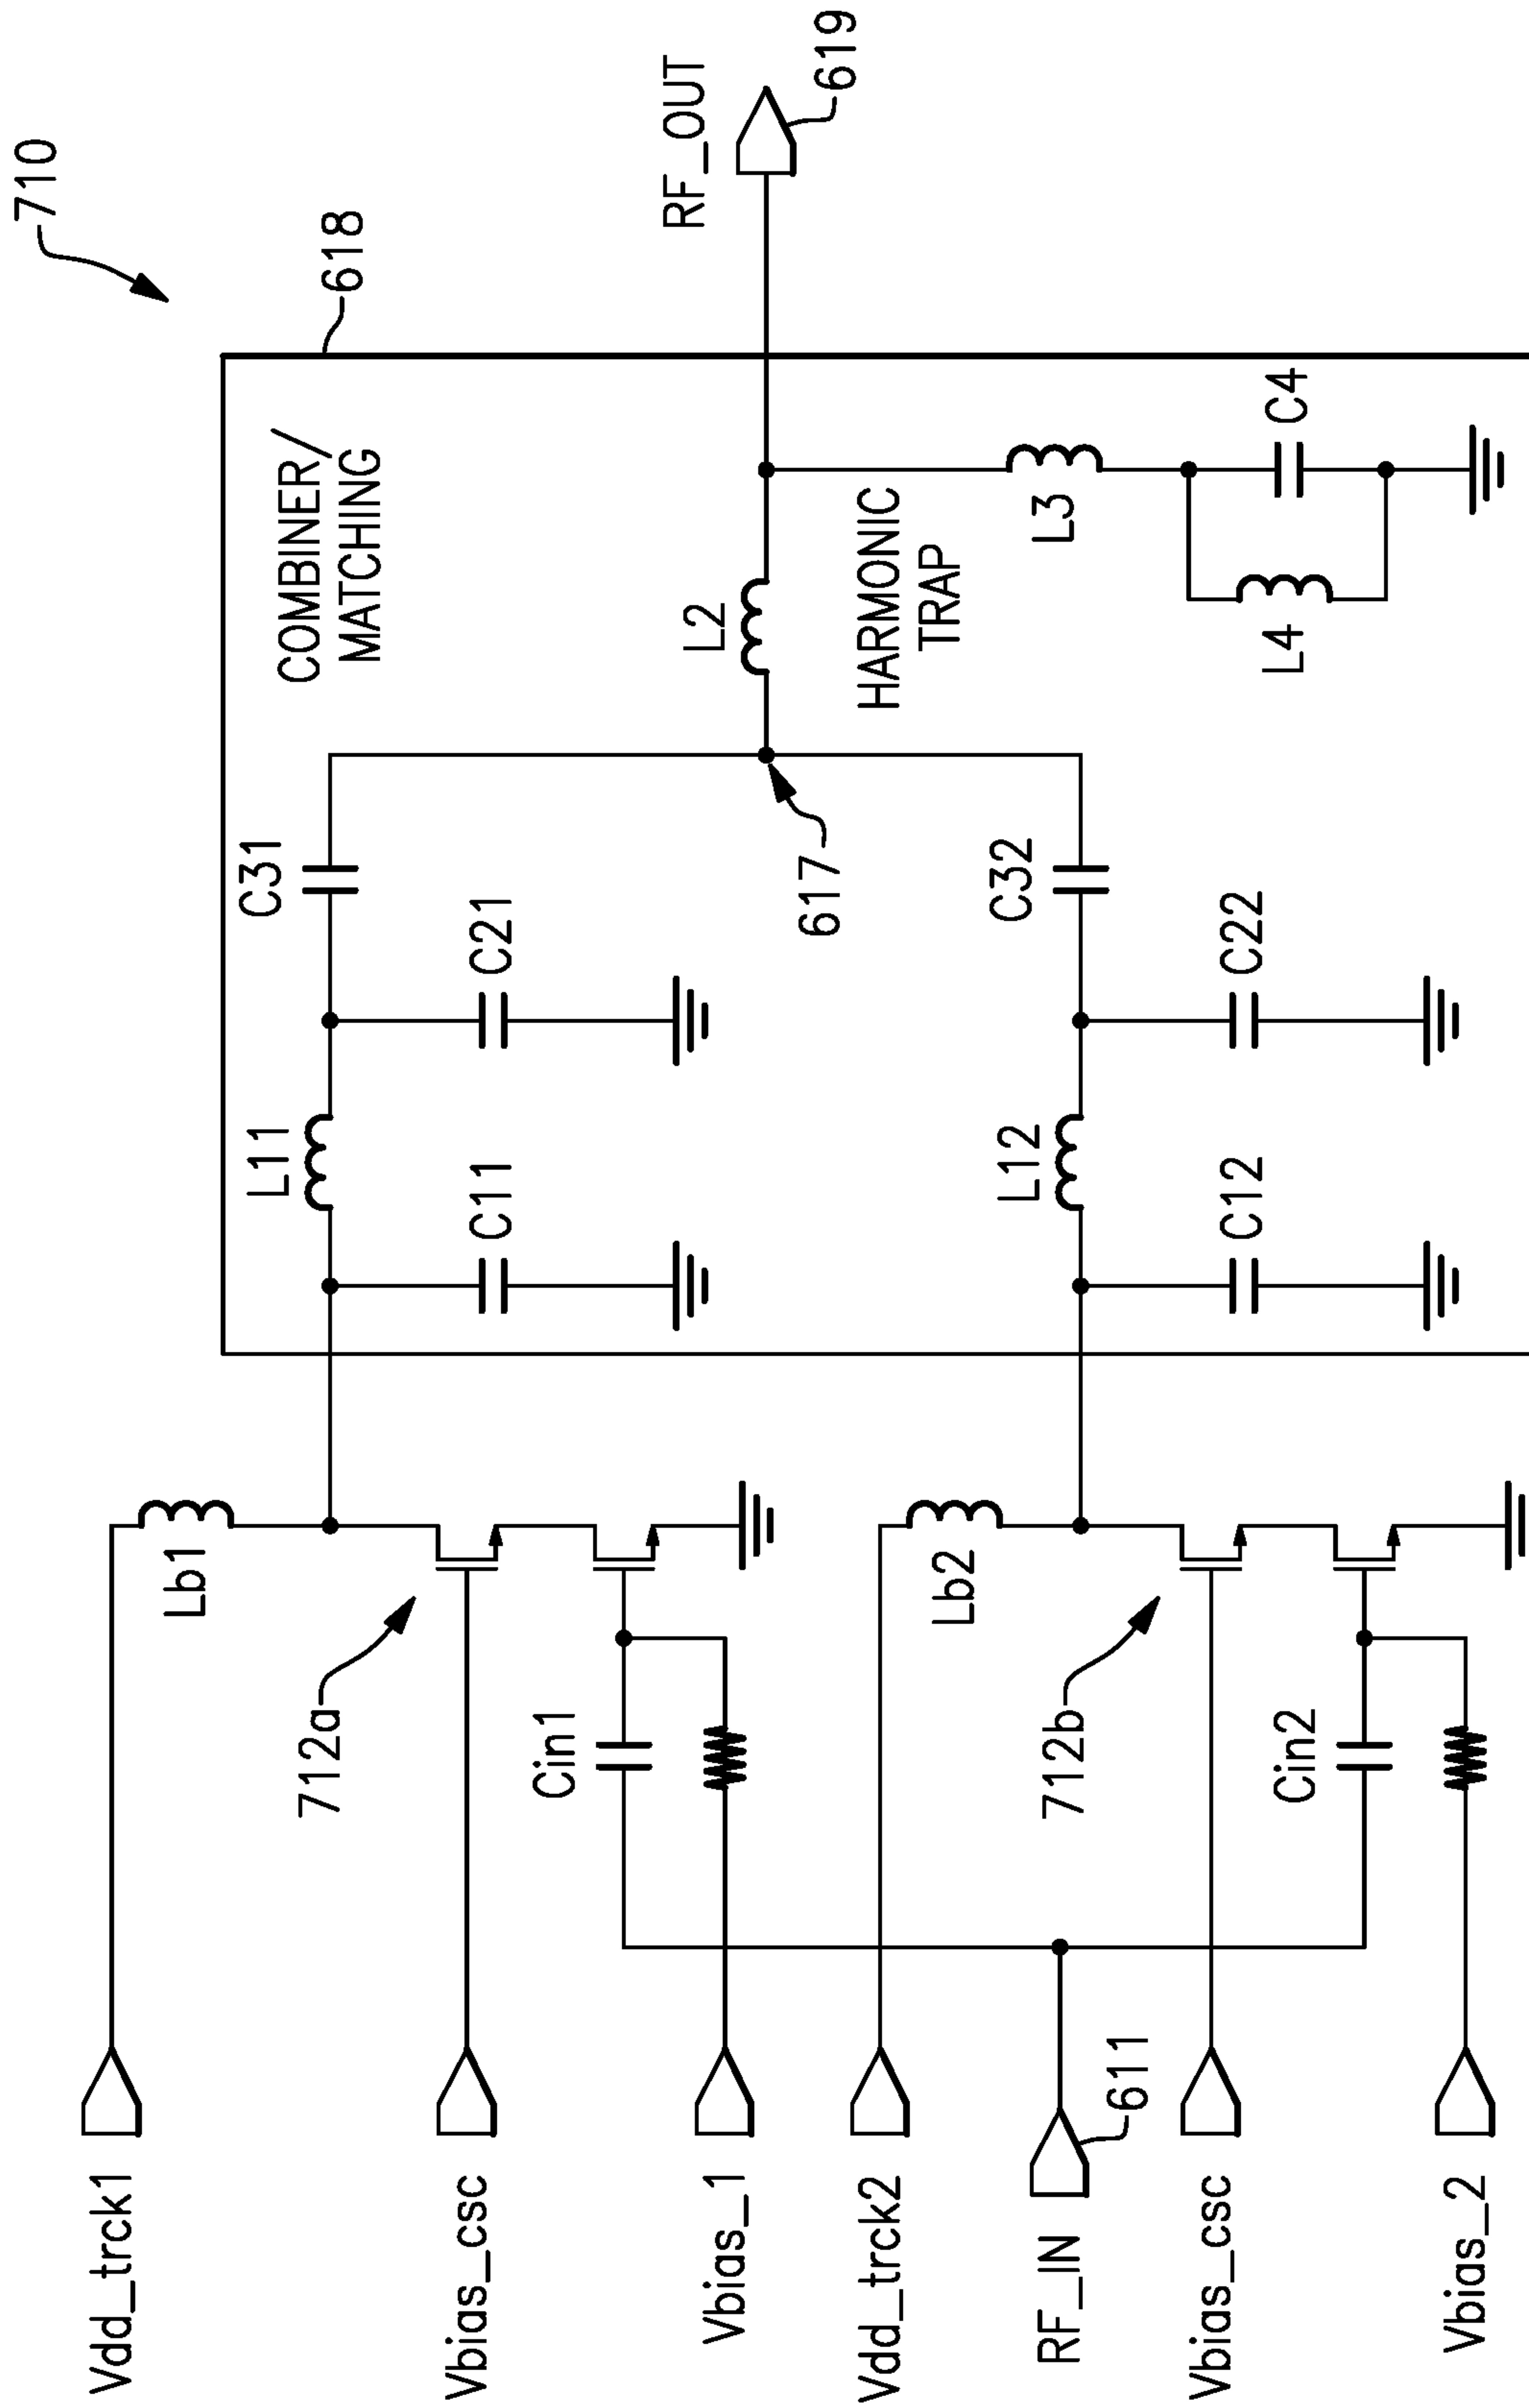 710
618
COMBINER/
MATCHING
RF_OUT
619
C31
L11
C21
C11
L2
HARMONIC
TRAP
617
L3
C4
L4
C32
L12
C22
C12
Vdd_trck1
Lb1
712a
Vbias_csc
Cin1
Vbias_1
Vdd_trck2
Lb2
RF_IN
611
712b
Vbias_csc
Cin2
Vbias_2